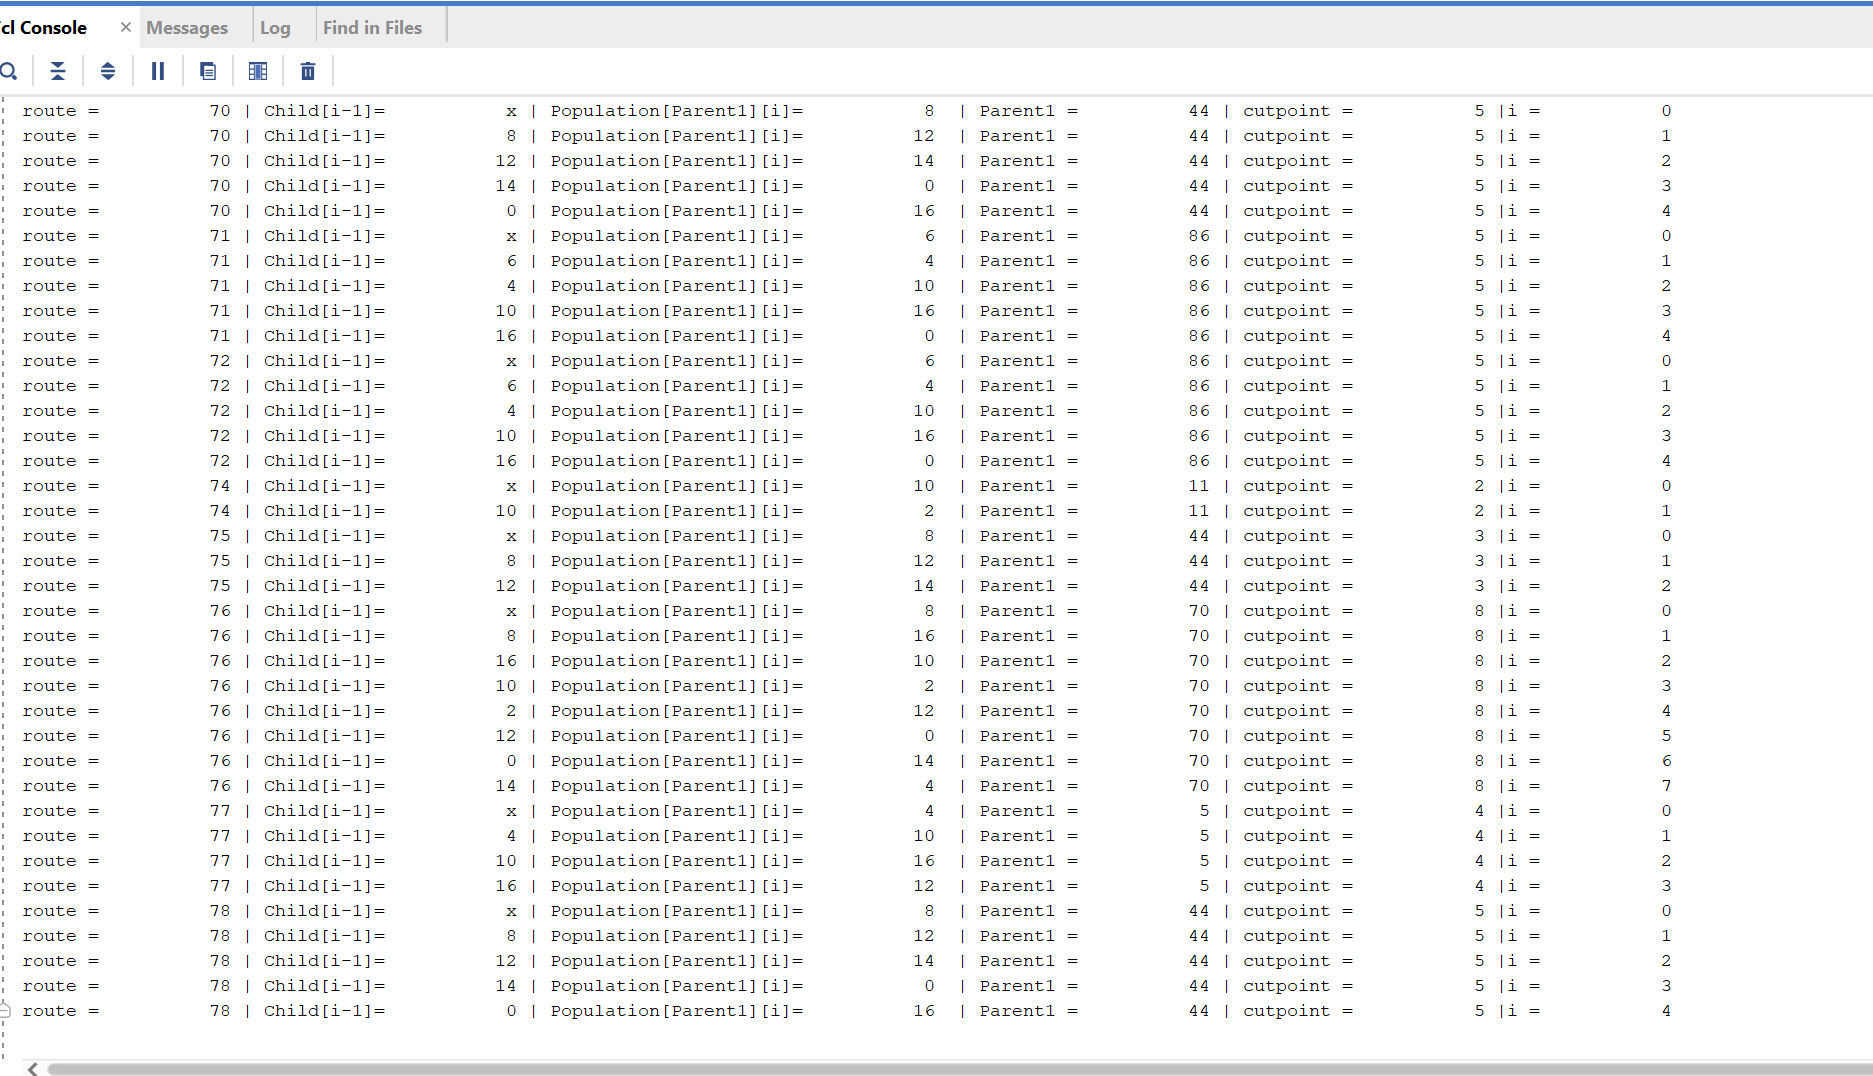 cl Console × Messages Log Find in Files
route = 70 | Child[i-1]= x | Population[Parent1][i]= 8 | Parent1 = 44 | cutpoint = 5 |i = 0
route = 70 | Child[i-1]= 8 | Population[Parent1][i]= 12 | Parent1 = 44 | cutpoint = 5 |i = 1
route = 70 | Child[i-1]= 12 | Population[Parent1][i]= 14 | Parent1 = 44 | cutpoint = 5 |i = 2
route = 70 | Child[i-1]= 14 | Population[Parent1][i]= 0 | Parent1 = 44 | cutpoint = 5 |i = 3
route = 70 | Child[i-1]= 0 | Population[Parent1][i]= 16 | Parent1 = 44 | cutpoint = 5 |i = 4
route = 71 | Child[i-1]= x | Population[Parent1][i]= 6 | Parent1 = 86 | cutpoint = 5 |i = 0
route = 71 | Child[i-1]= 6 | Population[Parent1][i]= 4 | Parent1 = 86 | cutpoint = 5 |i = 1
route = 71 | Child[i-1]= 4 | Population[Parent1][i]= 10 | Parent1 = 86 | cutpoint = 5 |i = 2
route = 71 | Child[i-1]= 10 | Population[Parent1][i]= 16 | Parent1 = 86 | cutpoint = 5 |i = 3
route = 71 | Child[i-1]= 16 | Population[Parent1][i]= 0 | Parent1 = 86 | cutpoint = 5 |i = 4
route = 72 | Child[i-1]= x | Population[Parent1][i]= 6 | Parent1 = 86 | cutpoint = 5 |i = 0
route = 72 | Child[i-1]= 6 | Population[Parent1][i]= 4 | Parent1 = 86 | cutpoint = 5 |i = 1
route = 72 | Child[i-1]= 4 | Population[Parent1][i]= 10 | Parent1 = 86 | cutpoint = 5 |i = 2
route = 72 | Child[i-1]= 10 | Population[Parent1][i]= 16 | Parent1 = 86 | cutpoint = 5 |i = 3
route = 72 | Child[i-1]= 16 | Population[Parent1][i]= 0 | Parent1 = 86 | cutpoint = 5 |i = 4
route = 74 | Child[i-1]= x | Population[Parent1][i]= 10 | Parent1 = 11 | cutpoint = 2 |i = 0
route = 74 | Child[i-1]= 10 | Population[Parent1][i]= 2 | Parent1 = 11 | cutpoint = 2 |i = 1
route = 75 | Child[i-1]= x | Population[Parent1][i]= 8 | Parent1 = 44 | cutpoint = 3 |i = 0
route = 75 | Child[i-1]= 8 | Population[Parent1][i]= 12 | Parent1 = 44 | cutpoint = 3 |i = 1
route = 75 | Child[i-1]= 12 | Population[Parent1][i]= 14 | Parent1 = 44 | cutpoint = 3 |i = 2
route = 76 | Child[i-1]= x | Population[Parent1][i]= 8 | Parent1 = 70 | cutpoint = 8 |i = 0
route = 76 | Child[i-1]= 8 | Population[Parent1][i]= 16 | Parent1 = 70 | cutpoint = 8 |i = 1
route = 76 | Child[i-1]= 16 | Population[Parent1][i]= 10 | Parent1 = 70 | cutpoint = 8 |i = 2
route = 76 | Child[i-1]= 10 | Population[Parent1][i]= 2 | Parent1 = 70 | cutpoint = 8 |i = 3
route = 76 | Child[i-1]= 2 | Population[Parent1][i]= 12 | Parent1 = 70 | cutpoint = 8 |i = 4
route = 76 | Child[i-1]= 12 | Population[Parent1][i]= 0 | Parent1 = 70 | cutpoint = 8 |i = 5
route = 76 | Child[i-1]= 0 | Population[Parent1][i]= 14 | Parent1 = 70 | cutpoint = 8 |i = 6
route = 76 | Child[i-1]= 14 | Population[Parent1][i]= 4 | Parent1 = 70 | cutpoint = 8 |i = 7
route = 77 | Child[i-1]= x | Population[Parent1][i]= 4 | Parent1 = 5 | cutpoint = 4 |i = 0
route = 77 | Child[i-1]= 4 | Population[Parent1][i]= 10 | Parent1 = 5 | cutpoint = 4 |i = 1
route = 77 | Child[i-1]= 10 | Population[Parent1][i]= 16 | Parent1 = 5 | cutpoint = 4 |i = 2
route = 77 | Child[i-1]= 16 | Population[Parent1][i]= 12 | Parent1 = 5 | cutpoint = 4 |i = 3
route = 78 | Child[i-1]= x | Population[Parent1][i]= 8 | Parent1 = 44 | cutpoint = 5 |i = 0
route = 78 | Child[i-1]= 8 | Population[Parent1][i]= 12 | Parent1 = 44 | cutpoint = 5 |i = 1
route = 78 | Child[i-1]= 12 | Population[Parent1][i]= 14 | Parent1 = 44 | cutpoint = 5 |i = 2
route = 78 | Child[i-1]= 14 | Population[Parent1][i]= 0 | Parent1 = 44 | cutpoint = 5 |i = 3
route = 78 | Child[i-1]= 0 | Population[Parent1][i]= 16 | Parent1 = 44 | cutpoint = 5 |i = 4